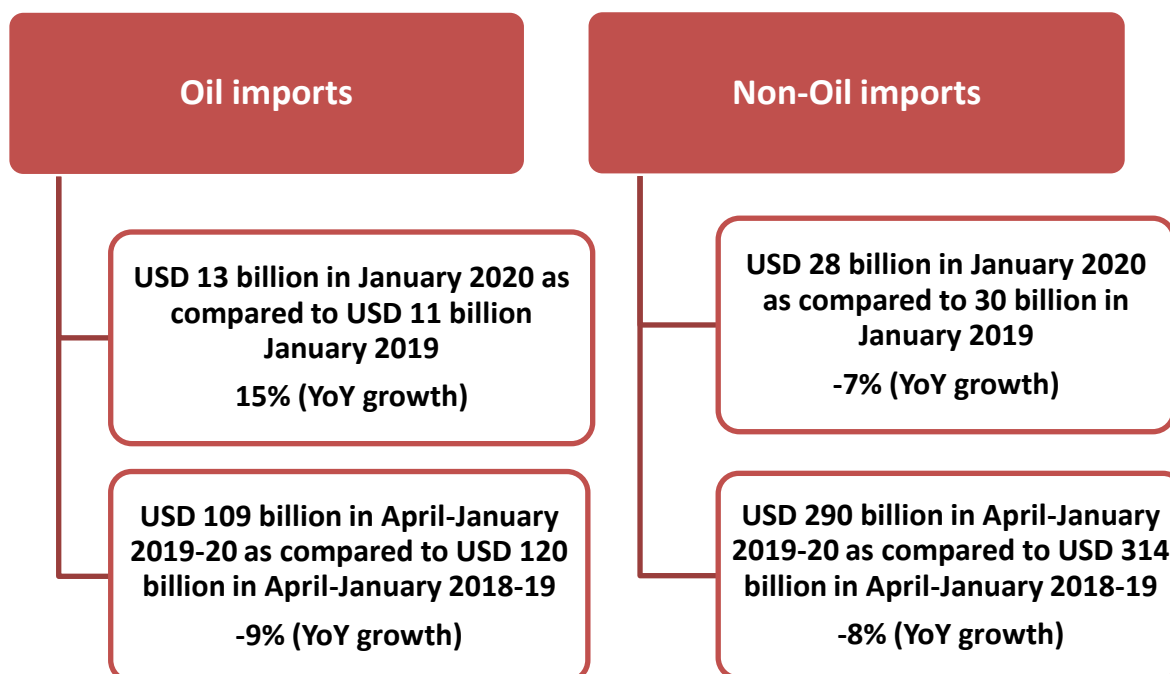 Oil imports
USD 13 billion in January 2020 as
compared to USD 11 billion
January 2019
15% (YoY growth)
USD 109 billion in April-January
2019-20 as compared to USD 120
billion in April-January 2018-19
-9% (YoY growth)
Non-Oil imports
USD 28 billion in January 2020
as compared to 30 billion in
January 2019
-7% (YoY growth)
USD 290 billion in April-January
2019-20 as compared to USD 314
billion in April-January 2018-19
-8% (YoY growth)